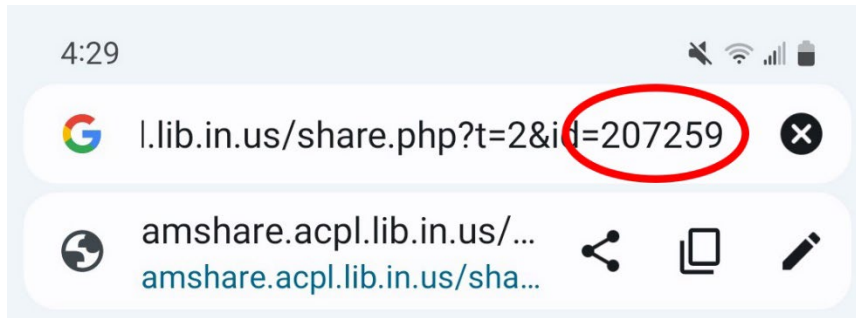 4:29
l.lib.in.us/share.php?t=2&id=207259
amshare.acpl.lib.in.us/...
amshare.acpl.lib.in.us/sha...